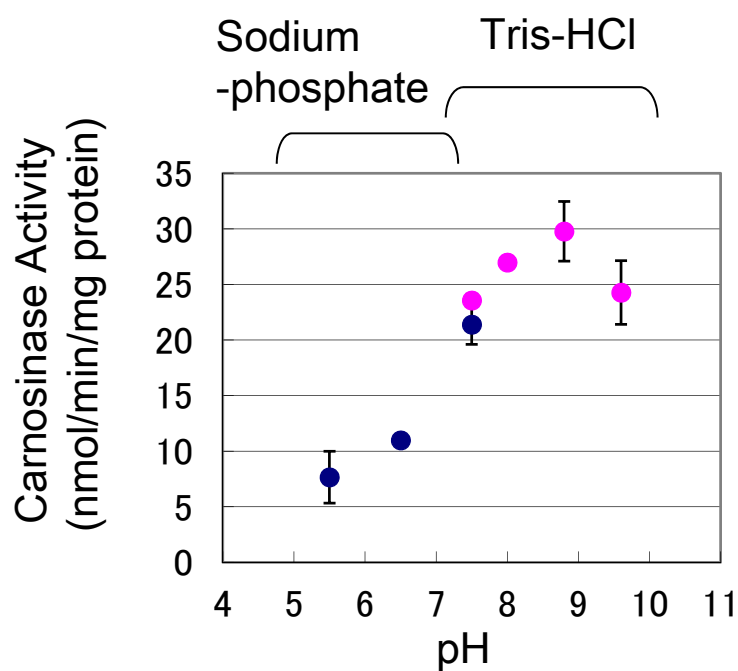 Sodium
-phosphate
Tris-HCl
Carnosinase Activity
(nmol/min/mg protein)
35
30
25
20
15
10
5
0
4 5 6 7 8 9 10 11
pH